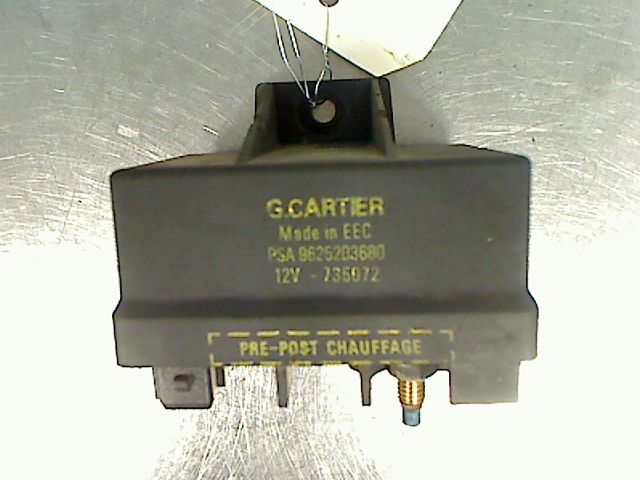 G.CARTIER
Made in EEC
PSA 9625203680
12V - 735072
PRE-POST CHAUFFAGE